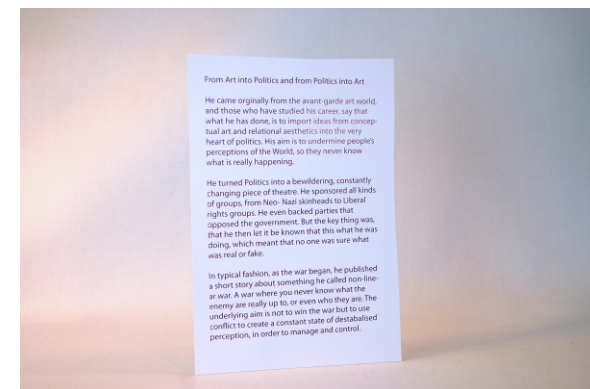 From Art into Politics and from Politics into Art
He came orginally from the avant-garde art world,
and those who have studied his career, say that
what he has done, is to import ideas from concep-
tual art and relational aesthetics into the very
heart of politics. His aim is to undermine people's
perceptions of the World, so they never know
what is really happening.
He turned Politics into a bewildering, constantly
changing piece of theatre. He sponsored all kinds
of groups, from Neo- Nazi skinheads to Liberal
rights groups. He even backed parties that
opposed the government. But the key thing was,
that he then let it be known that this what he was
doing, which meant that no one was sure what
was real or fake.
In typical fashion, as the war began, he published
a short story about something he called non-line-
ar war. A war where you never know what the
enemy are really up to, or even who they are. The
underlying aim is not to win the war but to use
conflict to create a constant state of destabalised
perception, in order to manage and control.